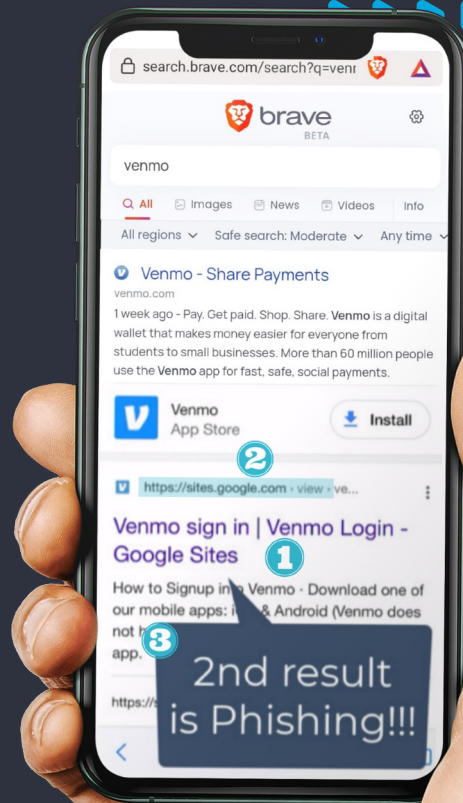 search.brave.com/search?q=venr
brave
BETA
venmo
All Images News Videos Info
All regions Safe search: Moderate Any time
Venmo - Share Payments
venmo.com
1 week ago - Pay. Get paid. Shop. Share. Venmo is a digital
wallet that makes money easier for everyone from
students to small businesses. More than 60 million people
use the Venmo app for fast, safe, social payments.
V
Venmo
App Store
Install
2
https://sites.google.com › view › ve...
Venmo sign in | Venmo Login -
Google Sites
1
How to Signup in Venmo · Download one of
our mobile apps: & Android (Venmo does
not
3
app.
2nd result
is Phishing!!!
https://